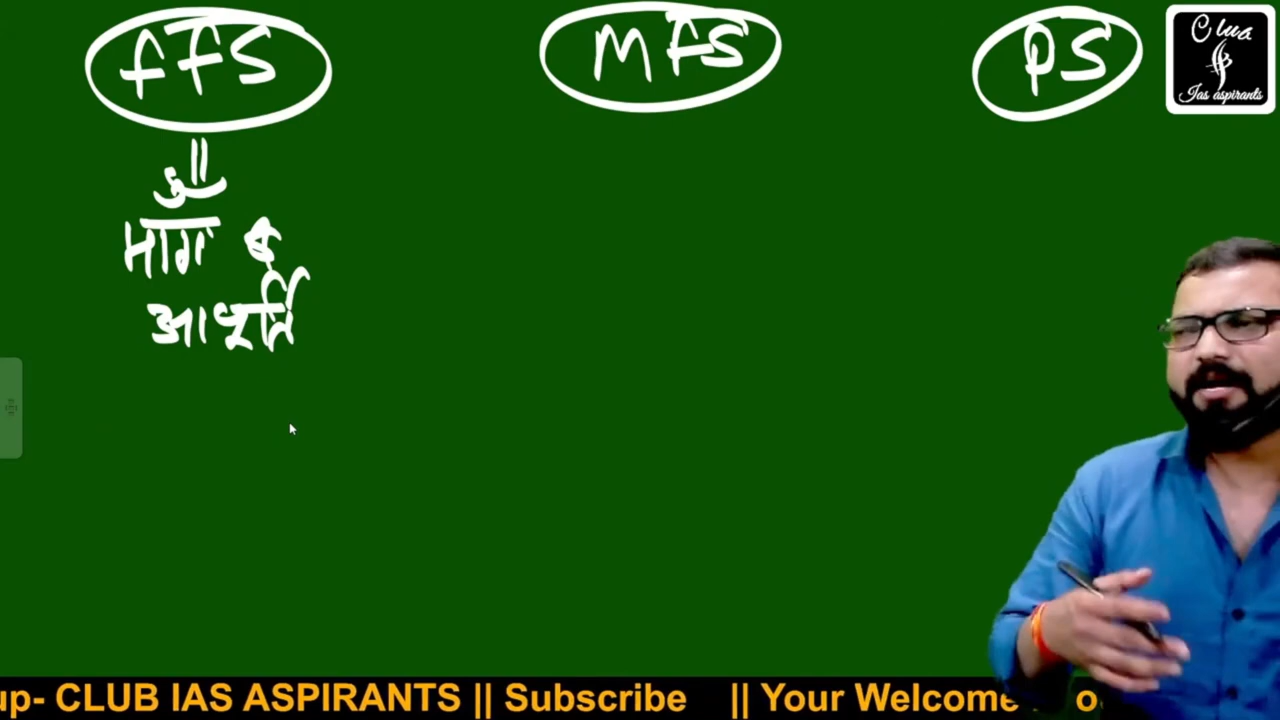 FFS
MFS
PS
Club
Ias aspirants
माग &
आपूर्ति
up- CLUB IAS ASPIRANTS || Subscribe || Your Welcome